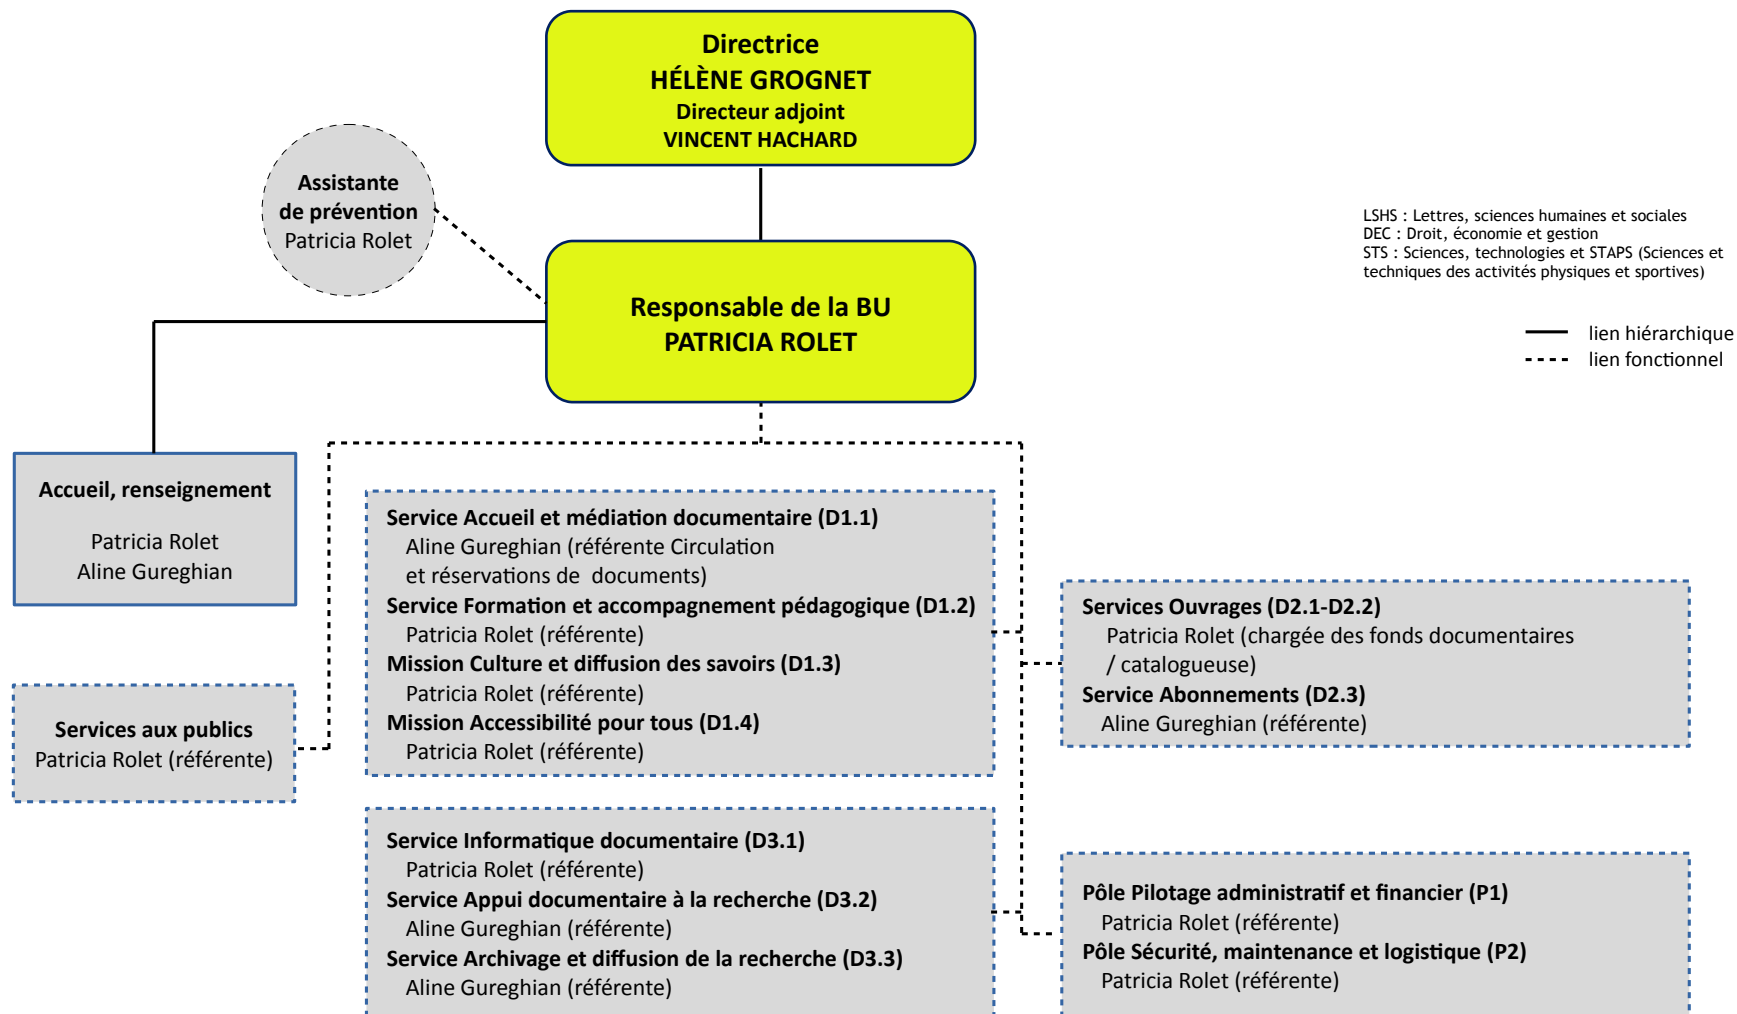 Directrice
HÉLÈNE GROGNET
Directeur adjoint
VINCENT HACHARD
Assistante
de prévention
Patricia Rolet
LSHS : Lettres, sciences humaines et sociales
DEC : Droit, économie et gestion
STS : Sciences, technologies et STAPS (Sciences et
techniques des activités physiques et sportives)
Responsable de la BU
PATRICIA ROLET
lien hiérarchique
lien fonctionnel
Accueil, renseignement
Patricia Rolet
Aline Gureghian
Services aux publics
Patricia Rolet (référente)
Service Accueil et médiation documentaire (D1.1)
Aline Gureghian (référente Circulation
et réservations de documents)
Service Formation et accompagnement pédagogique (D1.2)
Patricia Rolet (référente)
Mission Culture et diffusion des savoirs (D1.3)
Patricia Rolet (référente)
Mission Accessibilité pour tous (D1.4)
Patricia Rolet (référente)
Services Ouvrages (D2.1-D2.2)
Patricia Rolet (chargée des fonds documentaires
/ catalogueuse)
Service Abonnements (D2.3)
Aline Gureghian (référente)
Service Informatique documentaire (D3.1)
Patricia Rolet (référente)
Service Appui documentaire à la recherche (D3.2)
Aline Gureghian (référente)
Service Archivage et diffusion de la recherche (D3.3)
Aline Gureghian (référente)
Pôle Pilotage administratif et financier (P1)
Patricia Rolet (référente)
Pôle Sécurité, maintenance et logistique (P2)
Patricia Rolet (référente)